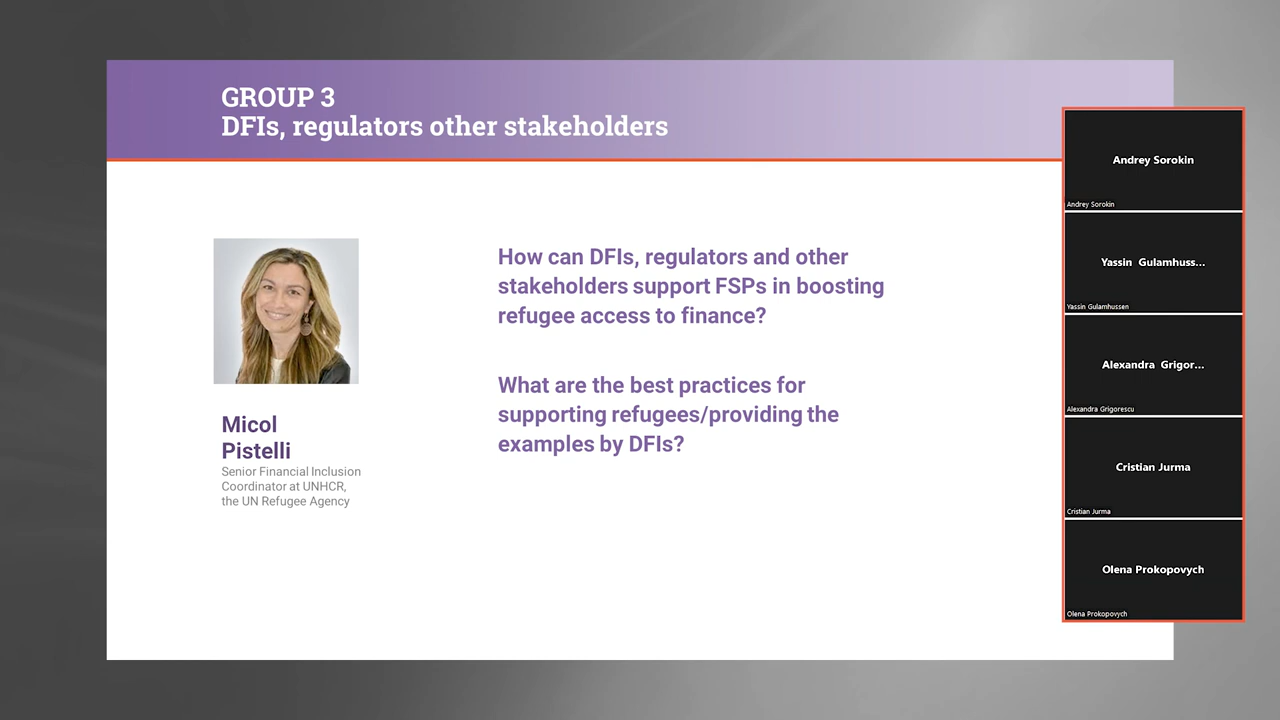 GROUP 3
DFIs, regulators other stakeholders
How can DFIs, regulators and other
stakeholders support FSPs in boosting
refugee access to finance?
What are the best practices for
supporting refugees/providing the
examples by DFIs?
Micol
Pistelli
Senior Financial Inclusion
Coordinator at UNHCR,
the UN Refugee Agency
Andrey Sorokin
Andrey Sorokin
Yassin Gulamhuss...
Yassin Gulamhussen
Alexandra Grigor...
Alexandra Grigorescu
Cristian Jurma
Cristian Jurma
Olena Prokopovych
Olena Prokopovych